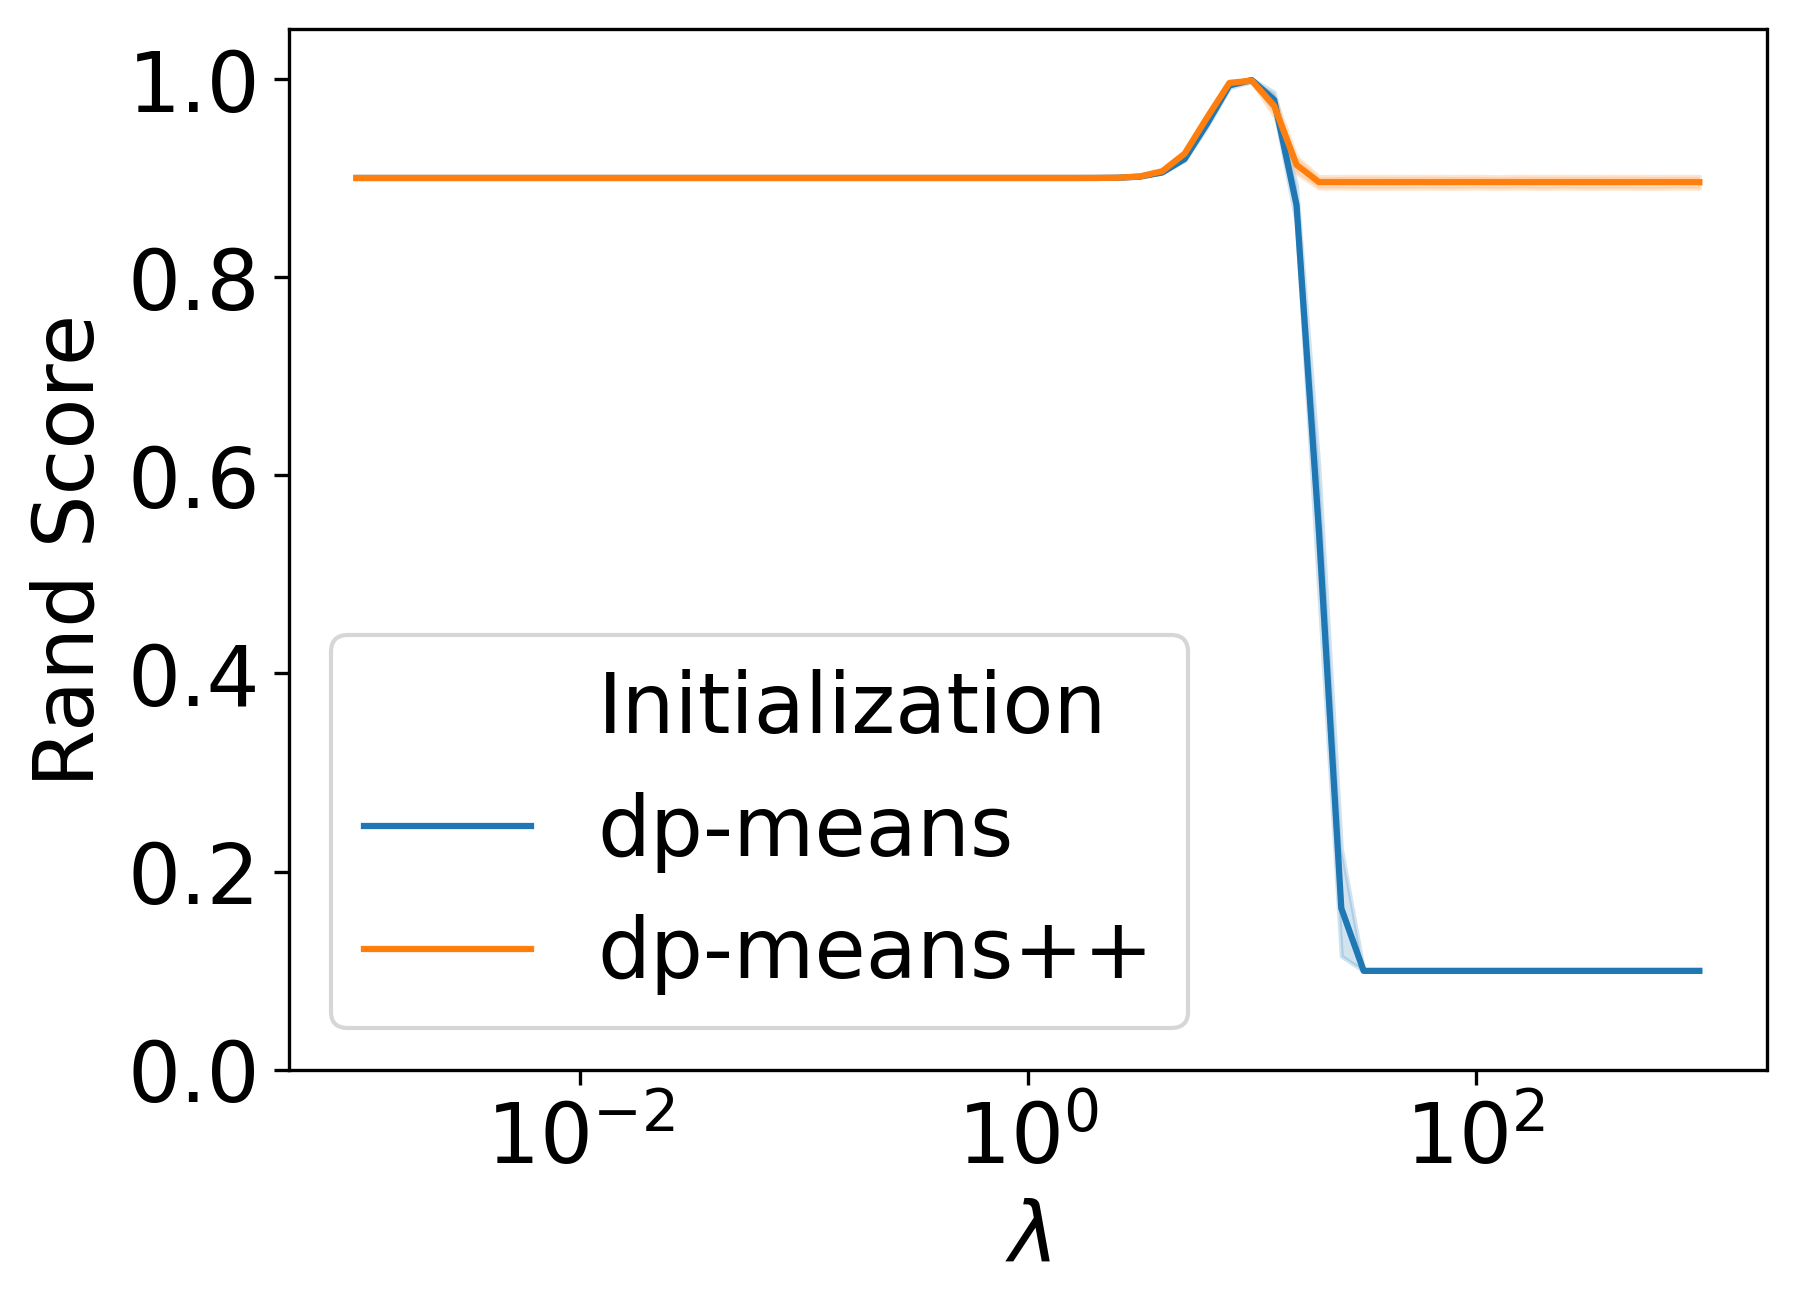 Rand Score
1.0
0.8
0.6
0.4
0.2
0.0
Initialization
dp-means
dp-means++
10⁻²
10⁰
10²
λ